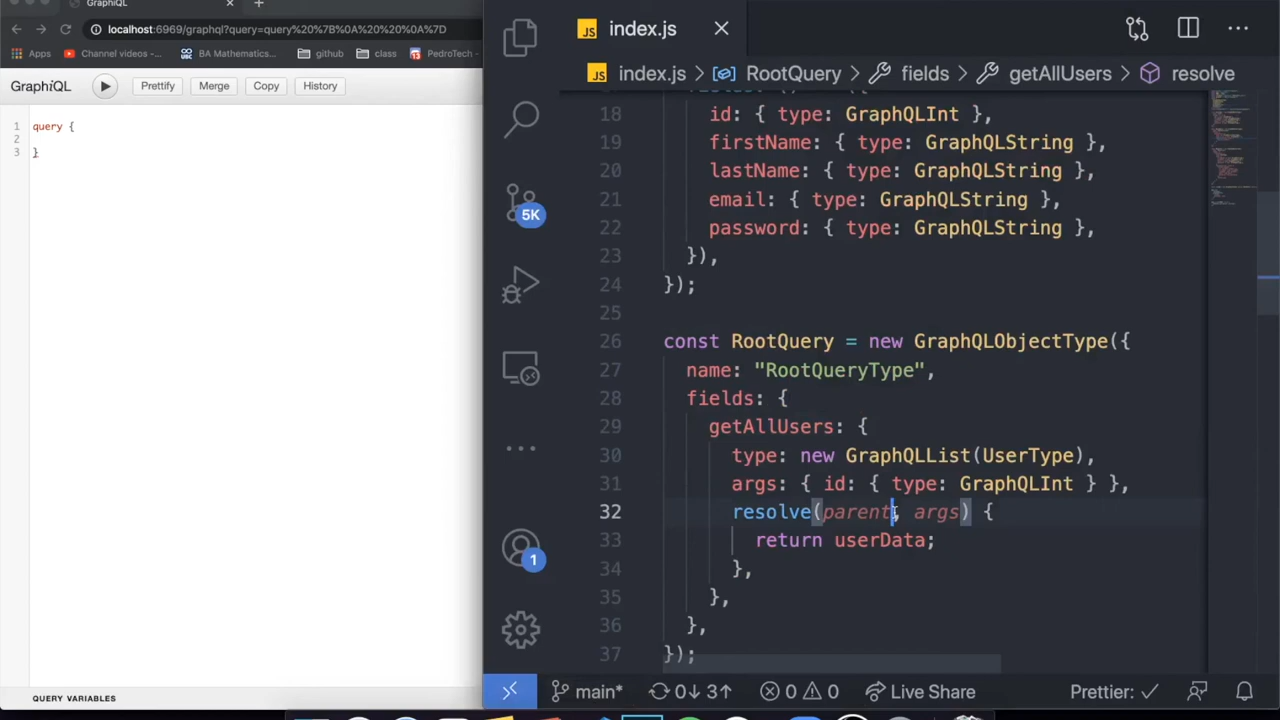 GraphiQL
localhost:6969/graphql?query=query%20%7B%0A%20%20%0A%7D
Apps
Channel videos -...
UBC
BA Mathematics...
github
class
13
PedroTech -
GraphiQL
Prettify
Merge
Copy
History
1 query {
2
3 }
QUERY VARIABLES
JS index.js
JS index.js > RootQuery > fields > getAllUsers > resolve
5K
1
18 id: { type: GraphQLInt },
19 firstName: { type: GraphQLString },
20 lastName: { type: GraphQLString },
21 email: { type: GraphQLString },
22 password: { type: GraphQLString },
23 }),
24 });
25
26 const RootQuery = new GraphQLObjectType({
27 name: "RootQueryType",
28 fields: {
29 getAllUsers: {
30 type: new GraphQLList(UserType),
31 args: { id: { type: GraphQLInt } },
32 resolve(parent, args) {
33 return userData;
34 },
35 },
36 },
37 });
main* 0↓ 3↑ 0 0 Live Share Prettier: ✓